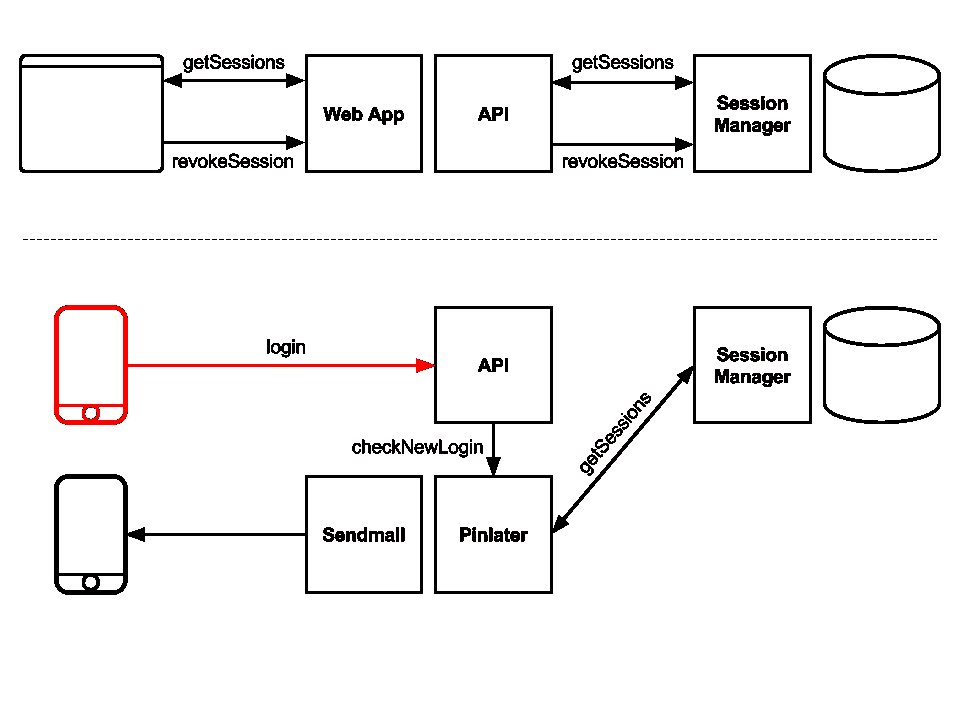 getSessions
getSessions
Web App
API
Session
Manager
revokeSession
revokeSession
login
API
Session
Manager
checkNewLogin
getSessions
Sendmail
Pinlater